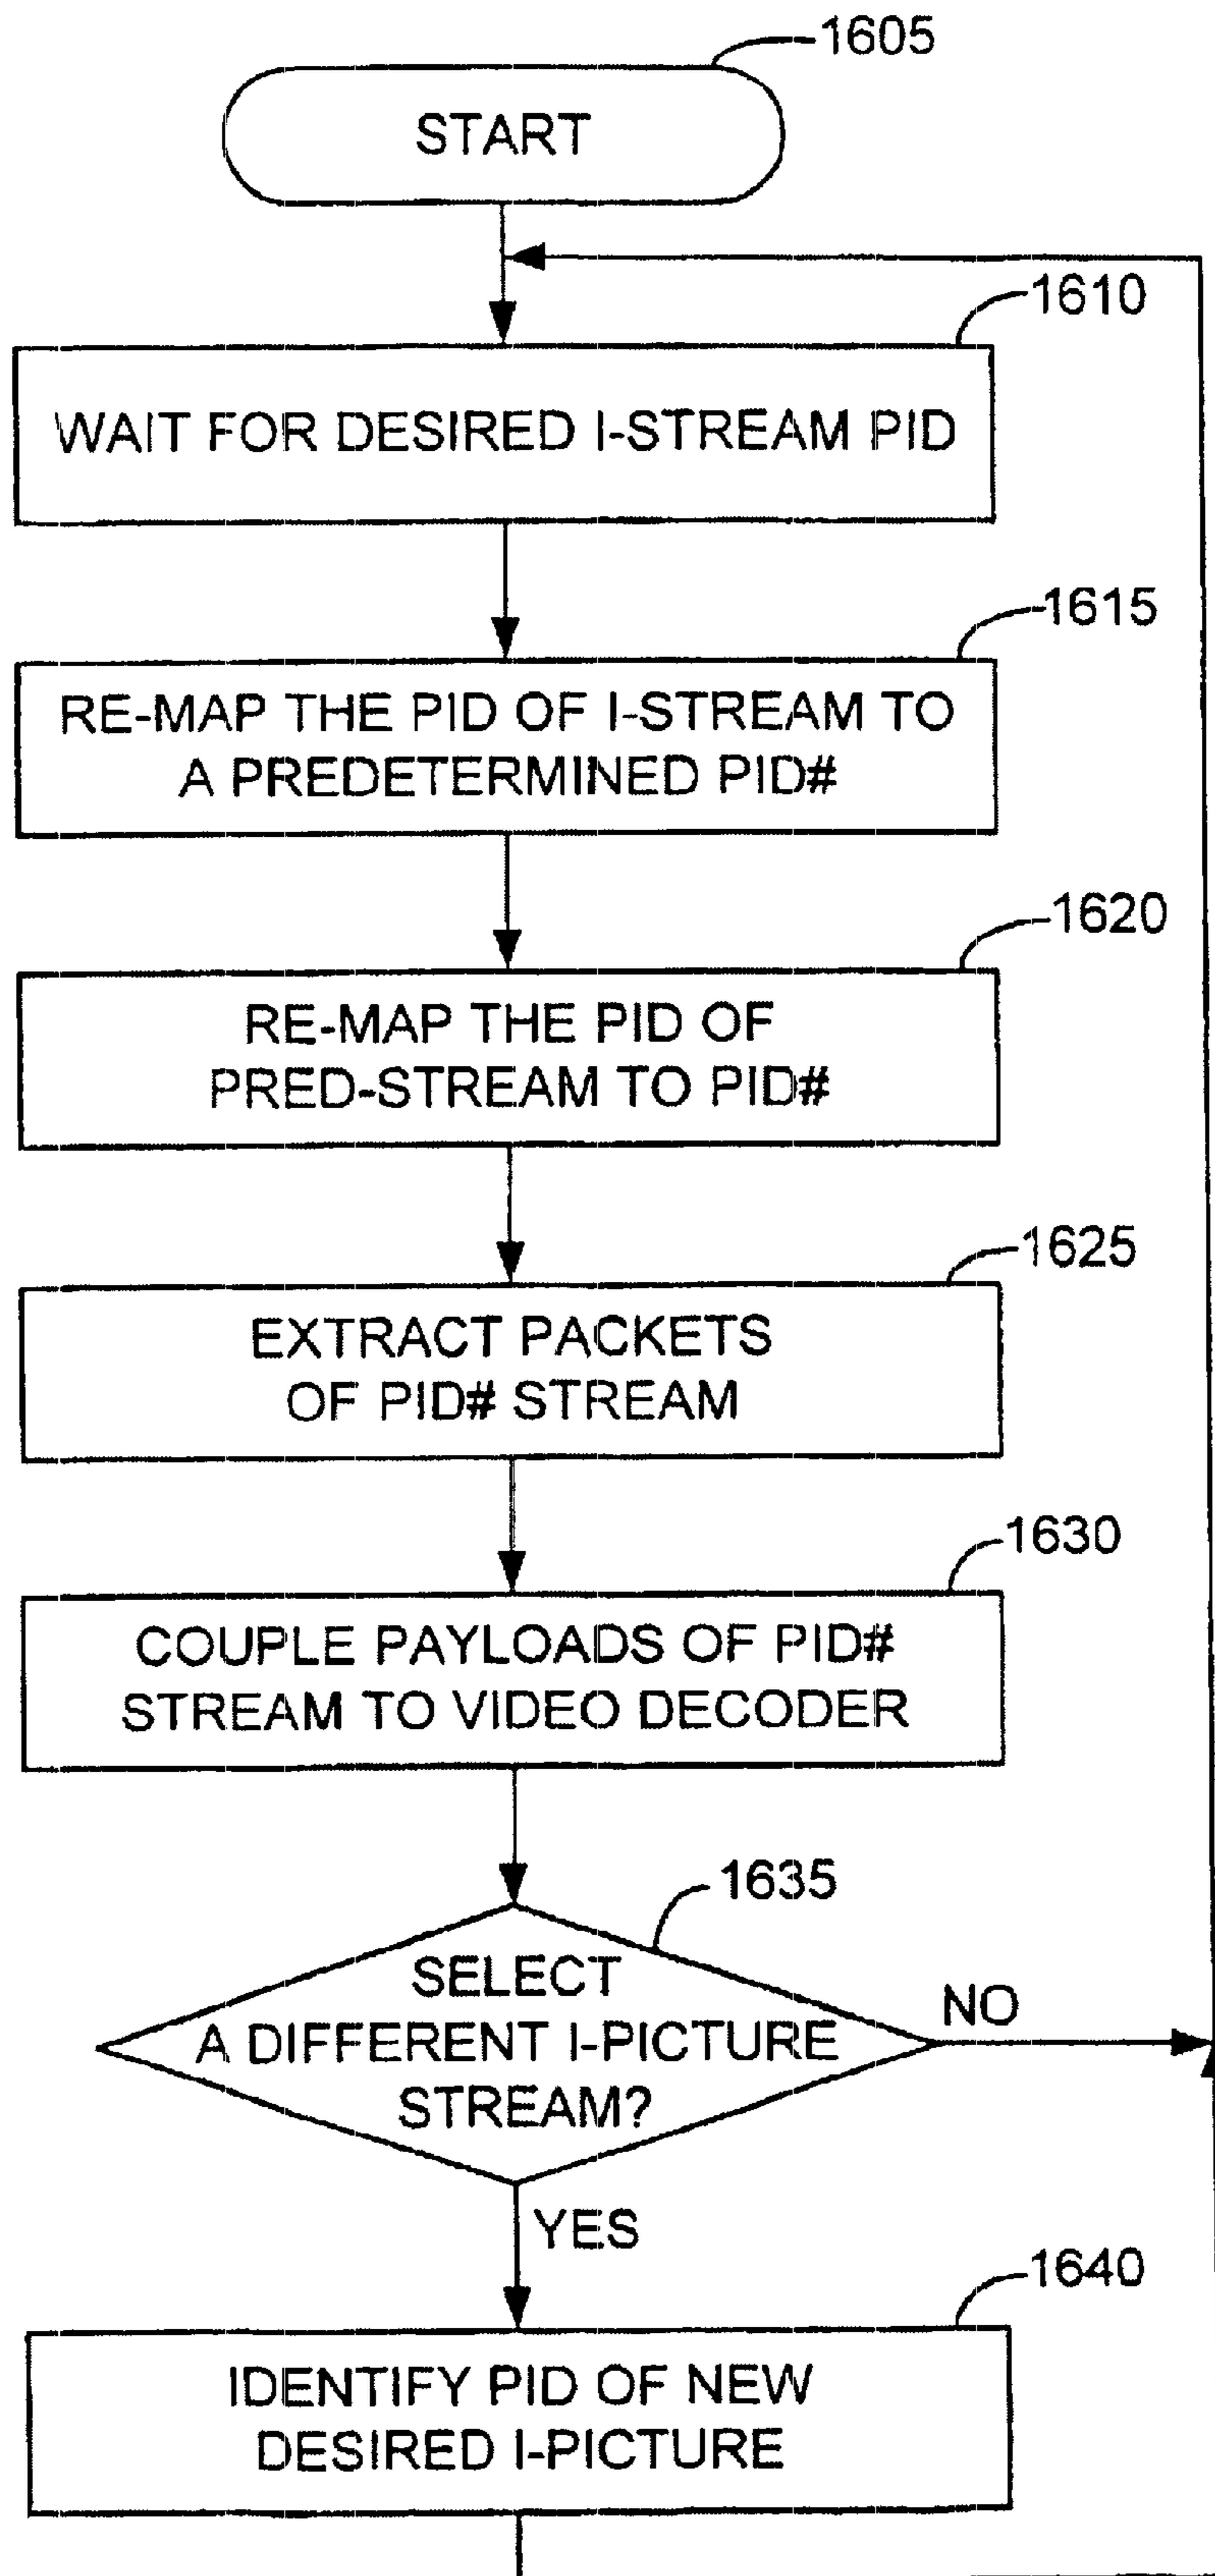 1605
START
1610
WAIT FOR DESIRED I-STREAM PID
1615
RE-MAP THE PID OF I-STREAM TO
A PREDETERMINED PID#
1620
RE-MAP THE PID OF
PRED-STREAM TO PID#
1625
EXTRACT PACKETS
OF PID# STREAM
1630
COUPLE PAYLOADS OF PID#
STREAM TO VIDEO DECODER
1635
SELECT
A DIFFERENT I-PICTURE
STREAM?
NO
YES
1640
IDENTIFY PID OF NEW
DESIRED I-PICTURE